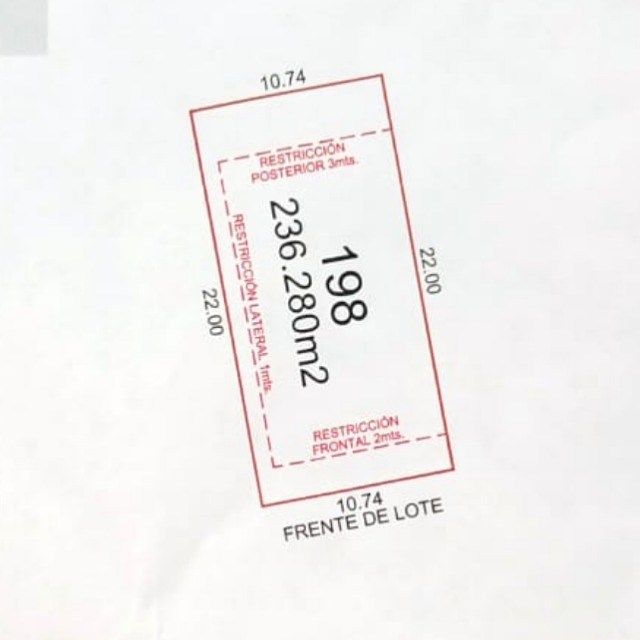 10.74
RESTRICCIÓN
POSTERIOR 3mts.
RESTRICCIÓN LATERAL 1mts.
198
236.280m2
22.00
22.00
RESTRICCIÓN
FRONTAL 2mts.
10.74
FRENTE DE LOTE